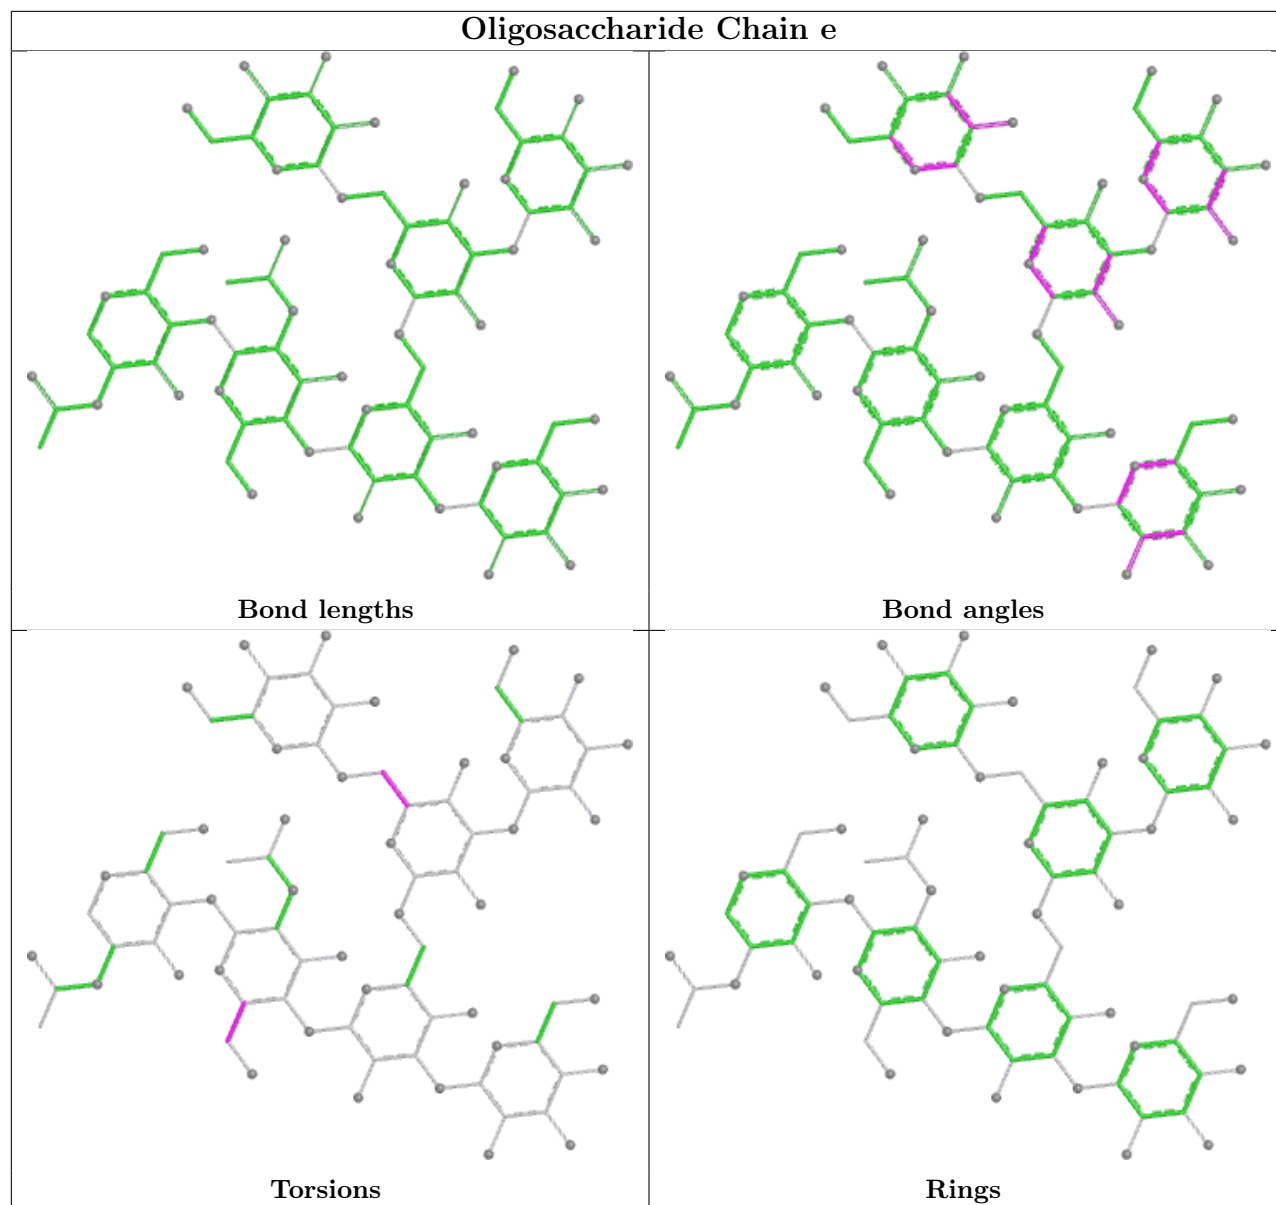 Oligosaccharide Chain e
Bond lengths
Bond angles
Torsions
Rings